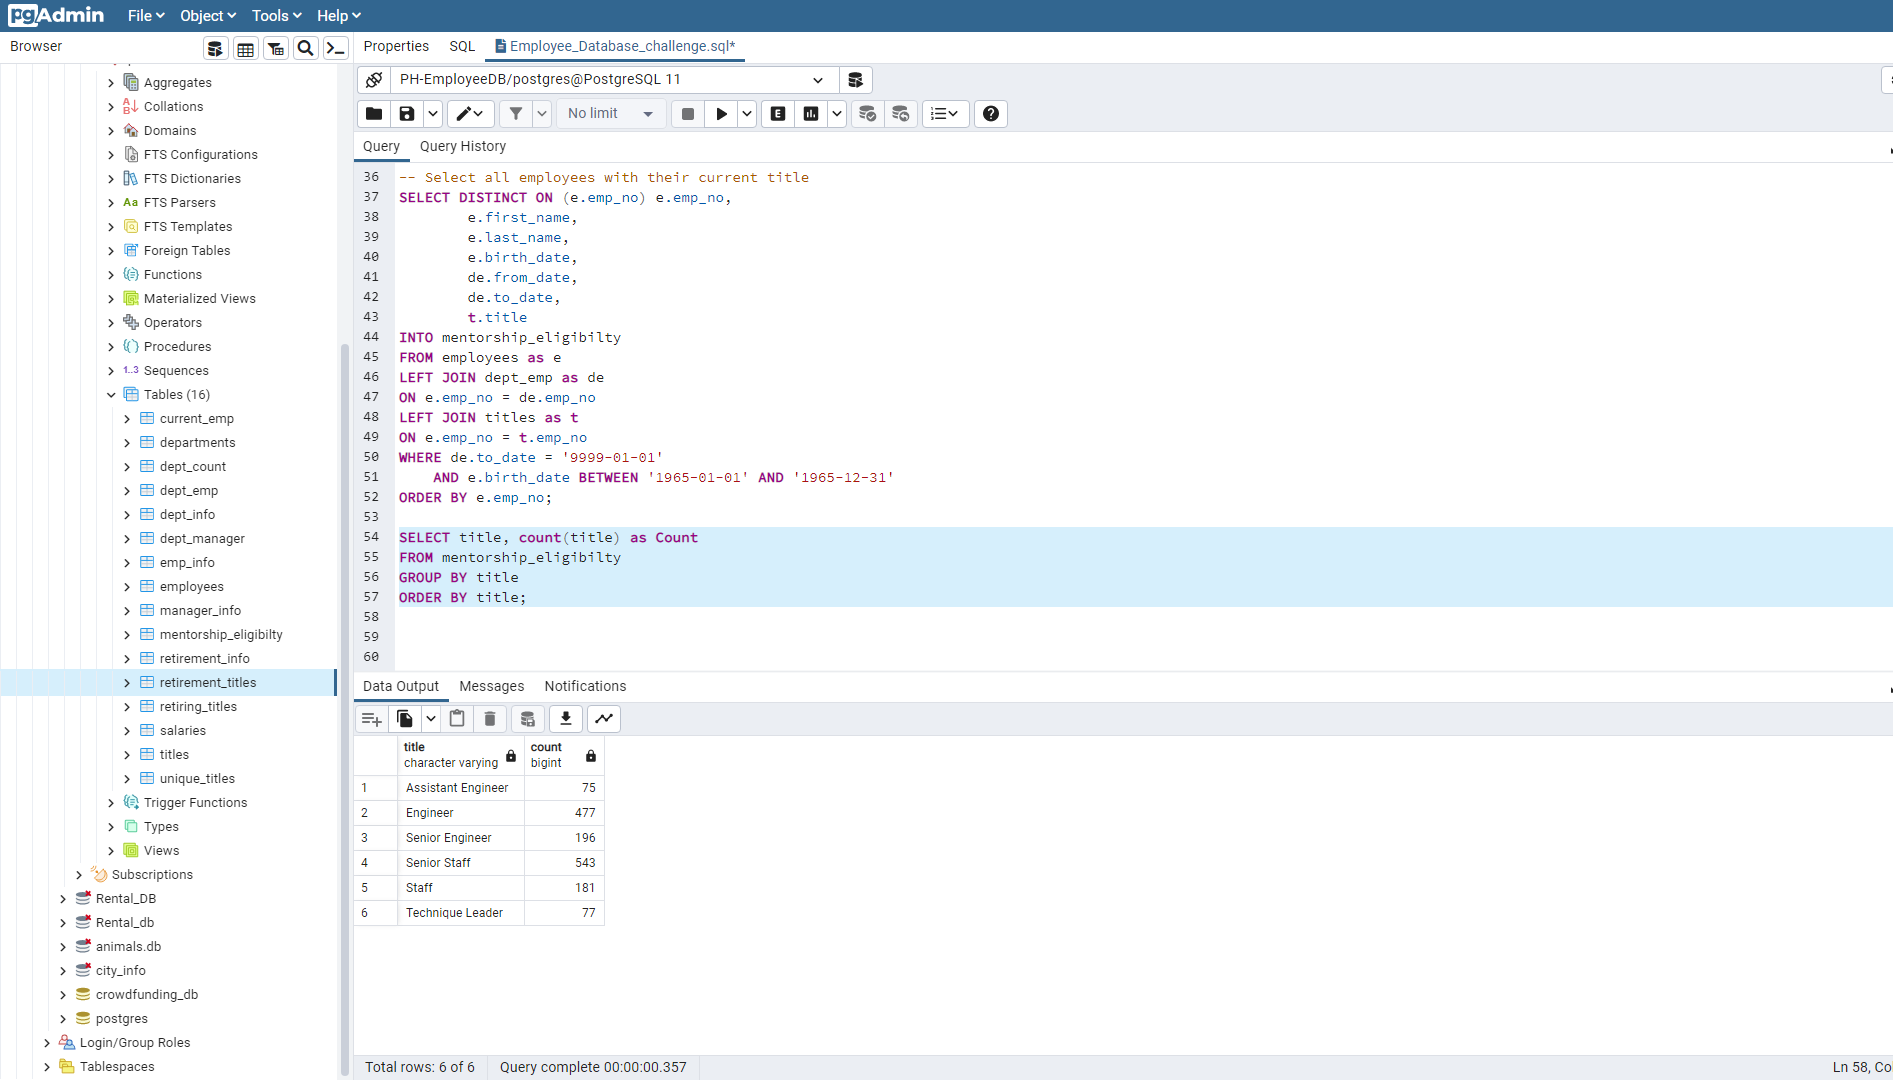 pgAdmin File Object Tools Help
Browser
Properties SQL Employee_Database_challenge.sql*
PH-EmployeeDB/postgres@PostgreSQL 11
No limit
E
Query Query History
Aggregates
Collations
Domains
FTS Configurations
FTS Dictionaries
Aa FTS Parsers
FTS Templates
Foreign Tables
Functions
Materialized Views
Operators
Procedures
1..3 Sequences
Tables (16)
current_emp
departments
dept_count
dept_emp
dept_info
dept_manager
emp_info
employees
manager_info
mentorship_eligibilty
retirement_info
retirement_titles
retiring_titles
salaries
titles
unique_titles
Trigger Functions
Types
Views
Subscriptions
Rental_DB
Rental_db
animals.db
city_info
crowdfunding_db
postgres
Login/Group Roles
Tablespaces
36 -- Select all employees with their current title
37 SELECT DISTINCT ON (e.emp_no) e.emp_no,
38 e.first_name,
39 e.last_name,
40 e.birth_date,
41 de.from_date,
42 de.to_date,
43 t.title
44 INTO mentorship_eligibilty
45 FROM employees as e
46 LEFT JOIN dept_emp as de
47 ON e.emp_no = de.emp_no
48 LEFT JOIN titles as t
49 ON e.emp_no = t.emp_no
50 WHERE de.to_date = '9999-01-01'
51 AND e.birth_date BETWEEN '1965-01-01' AND '1965-12-31'
52 ORDER BY e.emp_no;
53
54 SELECT title, count(title) as Count
55 FROM mentorship_eligibilty
56 GROUP BY title
57 ORDER BY title;
58
59
60
Data Output Messages Notifications
title count
character varying bigint
1 Assistant Engineer 75
2 Engineer 477
3 Senior Engineer 196
4 Senior Staff 543
5 Staff 181
6 Technique Leader 77
Total rows: 6 of 6 Query complete 00:00:00.357 Ln 58, Co